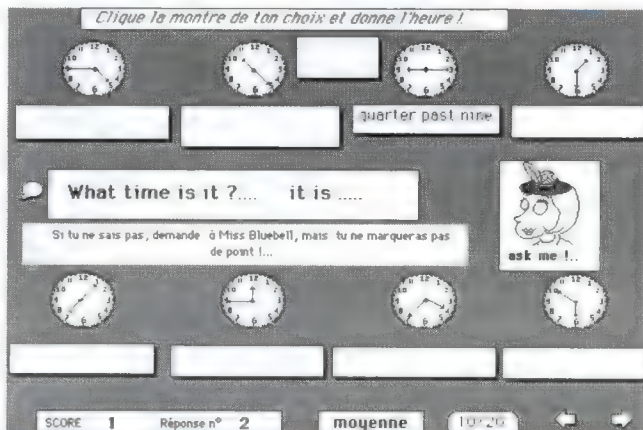 Clique la montre de ton choix et donne l'heure !
quarter past nine
What time is it ?.... it is .....
Si tu ne sais pas, demande à Miss Bluebell, mais tu ne marqueras pas
de point !...
ask me !..
SCORE 1 Réponse n° 2 moyenne 10:26